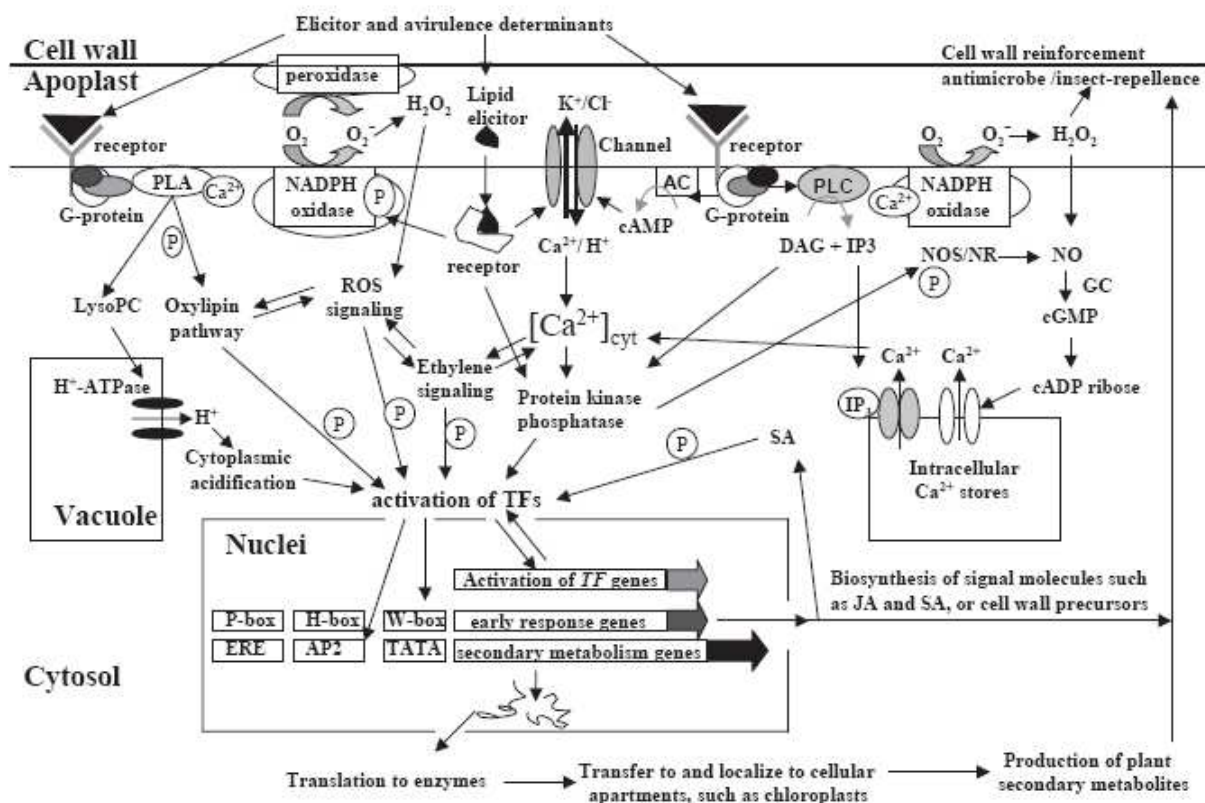 Elicitor and avirulence determinants
Cell wall
Apoplast
Cell wall reinforcement
antimicrobe /insect-repellence
peroxidase
H₂O₂
Lipid
elicitor
K⁺/Cl⁻
Channel
O₂
O₂⁻
receptor
receptor
O₂
O₂⁻
H₂O₂
G-protein
PLA
Ca²⁺
NADPH
oxidase
P
AC
cAMP
G-protein
PLC
Ca²⁺
NADPH
oxidase
P
receptor
Ca²⁺/ H⁺
DAG + IP3
NOS/NR
P
NO
GC
cGMP
cADP ribose
LysoPC
Oxylipin
pathway
ROS
signaling
[Ca²⁺]cyt
Ethylene
signaling
Protein kinase
phosphatase
Ca²⁺
Ca²⁺
IP₃
Intracellular
Ca²⁺ stores
H⁺-ATPase
H⁺
Cytoplasmic
acidification
Vacuole
P
P
P
P
SA
activation of TFs
Nuclei
Activation of TF genes
P-box
H-box
W-box
early response genes
ERE
AP2
TATA
secondary metabolism genes
Biosynthesis of signal molecules such
as JA and SA, or cell wall precursors
Cytosol
Translation to enzymes
Transfer to and localize to cellular
apartments, such as chloroplasts
Production of plant
secondary metabolites